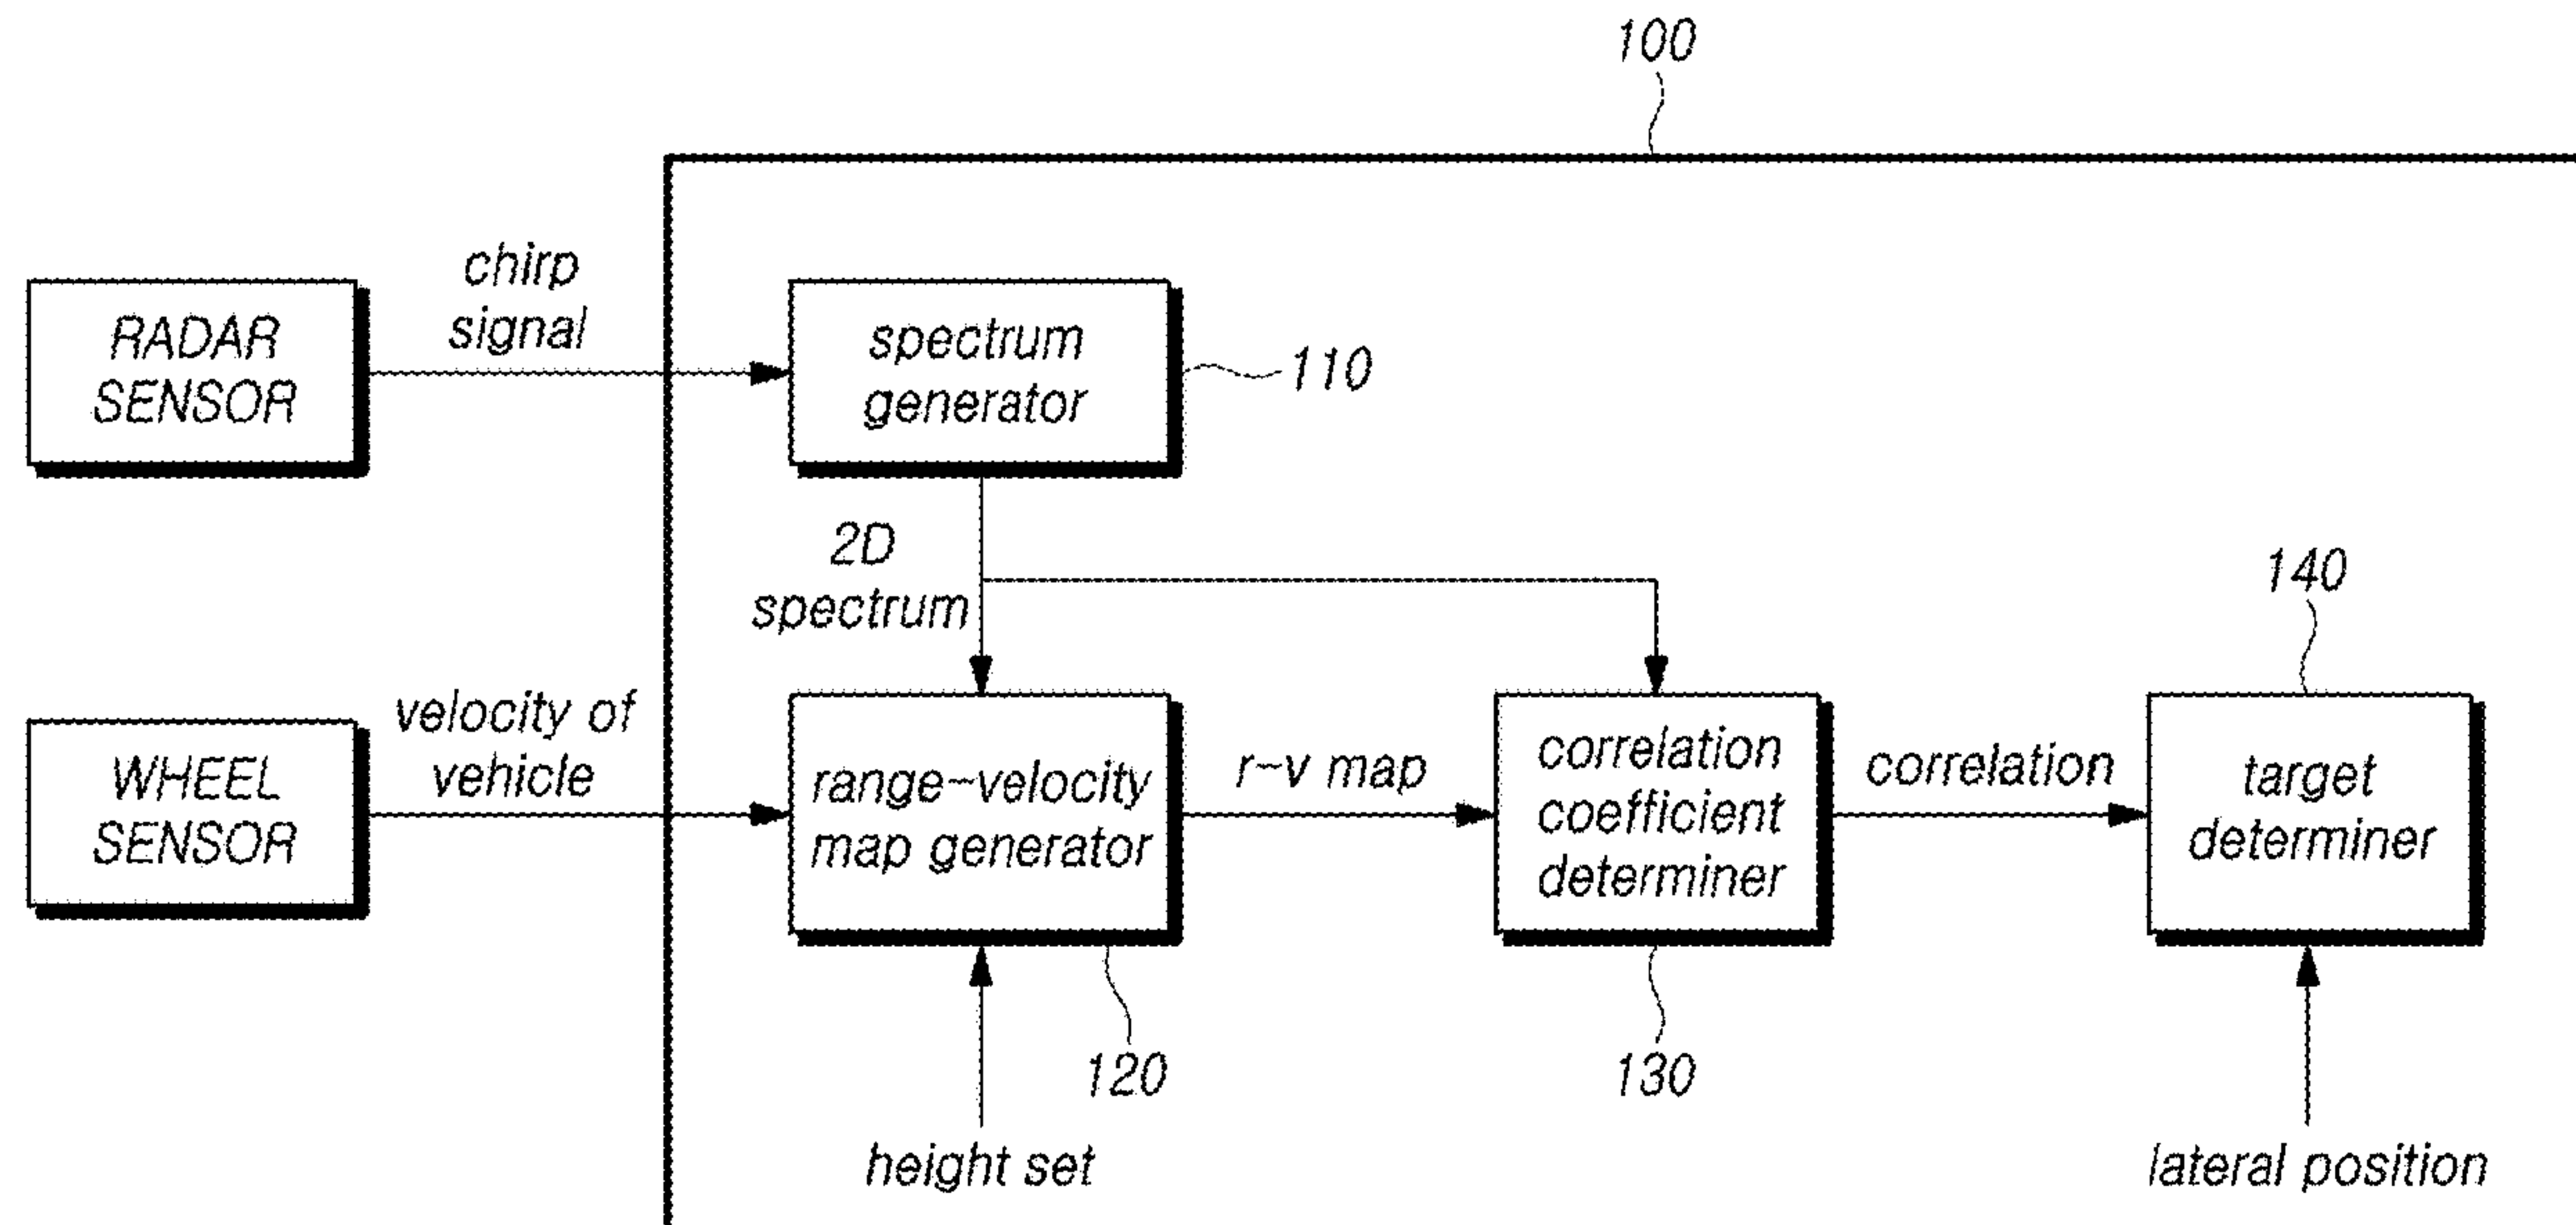 100
chirp
signal
RADAR
SENSOR
spectrum
generator
110
2D
spectrum
140
velocity of
vehicle
WHEEL
SENSOR
range-velocity
map generator
r-v map
correlation
coefficient
determiner
correlation
target
determiner
120
130
height set
lateral position